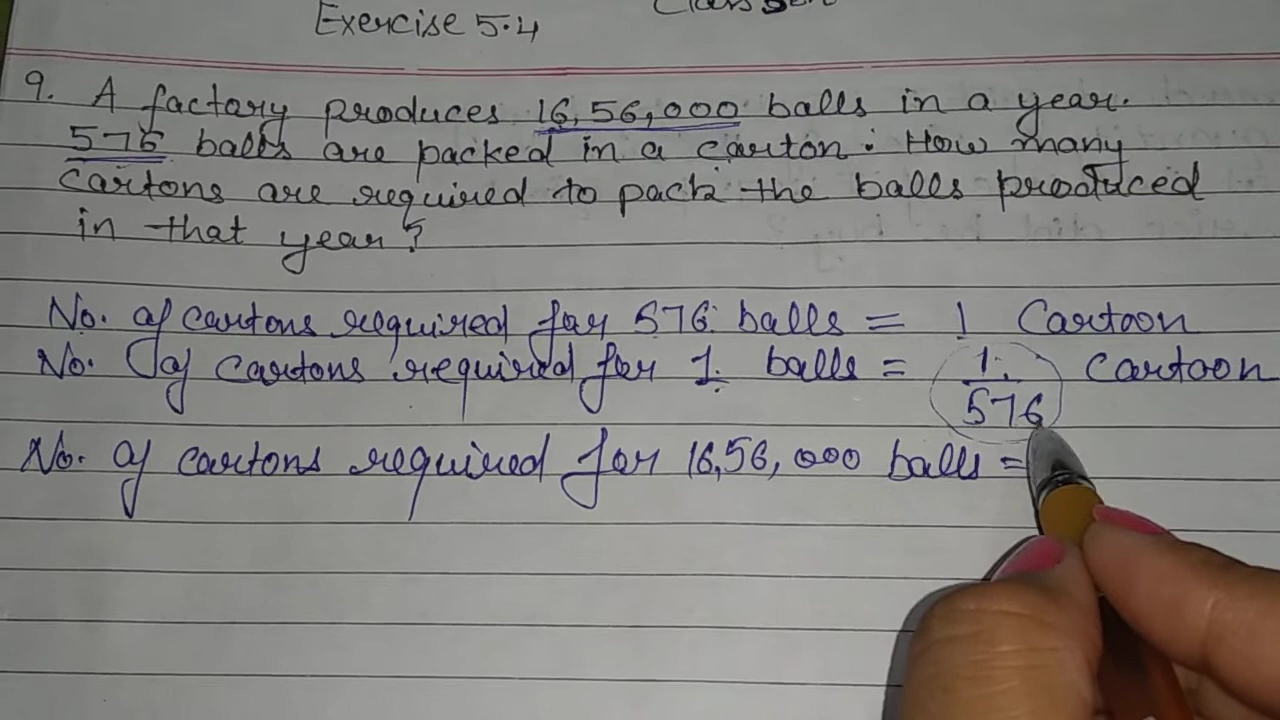 Exercise 5.4
9. A factory produces 16,56,000 balls in a year.
576 balls are packed in a carton. How many
cartons are required to pack the balls produced
in that year?
No. of cartons required for 576 balls = 1 Cartoon
No. of cartons required for 1 balls = 1/576 Cartoon
No. of cartons required for 16,56,000 balls =